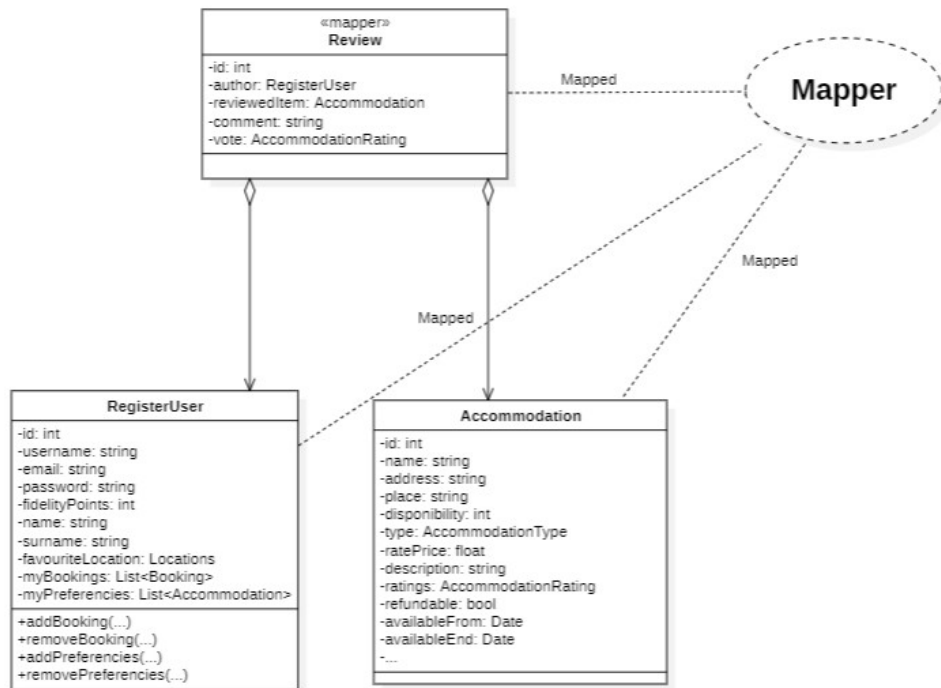 «mapper»
Review
-id: int
-author: RegisterUser
-reviewedItem: Accommodation
-comment: string
-vote: AccommodationRating
Mapped
Mapper
Mapped
Mapped
RegisterUser
-id: int
-username: string
-email: string
-password: string
-fidelityPoints: int
-name: string
-surname: string
-favouriteLocation: Locations
-myBookings: List<Booking>
-myPreferencies: List<Accommodation>
+addBooking(...)
+removeBooking(...)
+addPreferencies(...)
+removePreferencies(...)
Accommodation
-id: int
-name: string
-address: string
-place: string
-disponibility: int
-type: AccommodationType
-ratePrice: float
-description: string
-ratings: AccommodationRating
-refundable: bool
-availableFrom: Date
-availableEnd: Date
-...